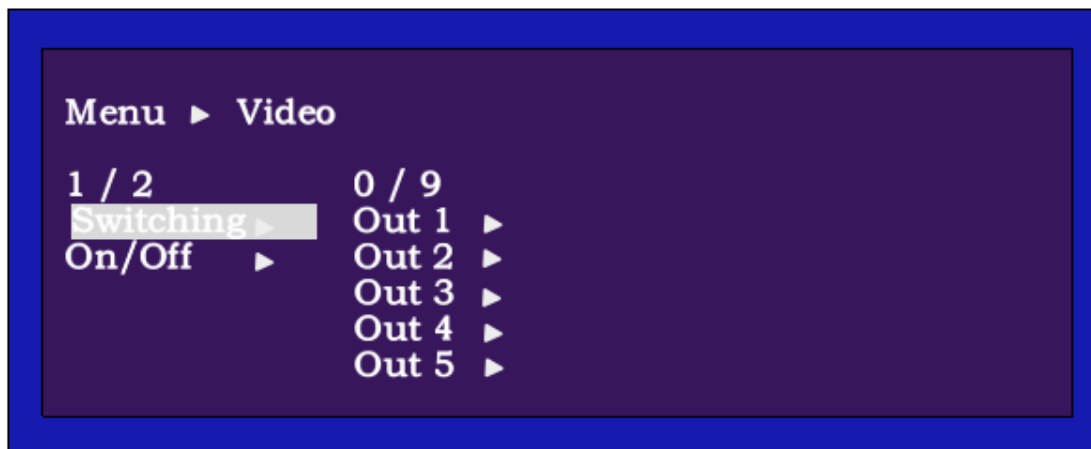 Menu ▶ Video
1 / 2
Switching ▶
On/Off ▶
0 / 9
Out 1 ▶
Out 2 ▶
Out 3 ▶
Out 4 ▶
Out 5 ▶